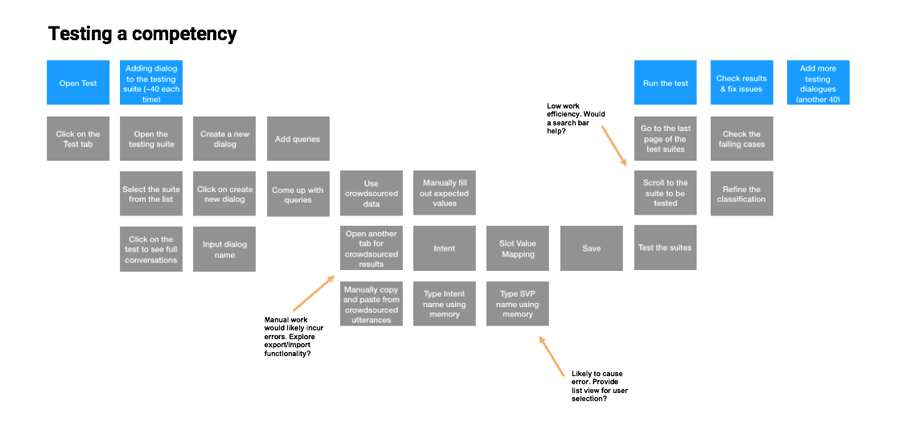 Testing a competency
Open Test
Adding dialog
to the testing
suite (~40 each
time)
Run the test
Check results
& fix issues
Add more
testing
dialogues
(another 40)
Low work
efficiency. Would
a search bar
help?
Click on the
Test tab
Open the
testing suite
Create a new
dialog
Add queries
Go to the last
page of the
test suites
Check the
failing cases
Select the suite
from the list
Click on create
new dialog
Come up with
queries
Use
crowdsourced
data
Manually fill
out expected
values
Scroll to the
suite to be
tested
Refine the
classification
Click on the
test to see full
conversations
Input dialog
name
Open another
tab for
crowdsourced
results
Intent
Slot Value
Mapping
Save
Test the suites
Manually copy
and paste from
crowdsourced
utterances
Type Intent
name using
memory
Type SVP
name using
memory
Manual work
would likely incur
errors. Explore
export/import
functionality?
Likely to cause
error. Provide
list view for user
selection?